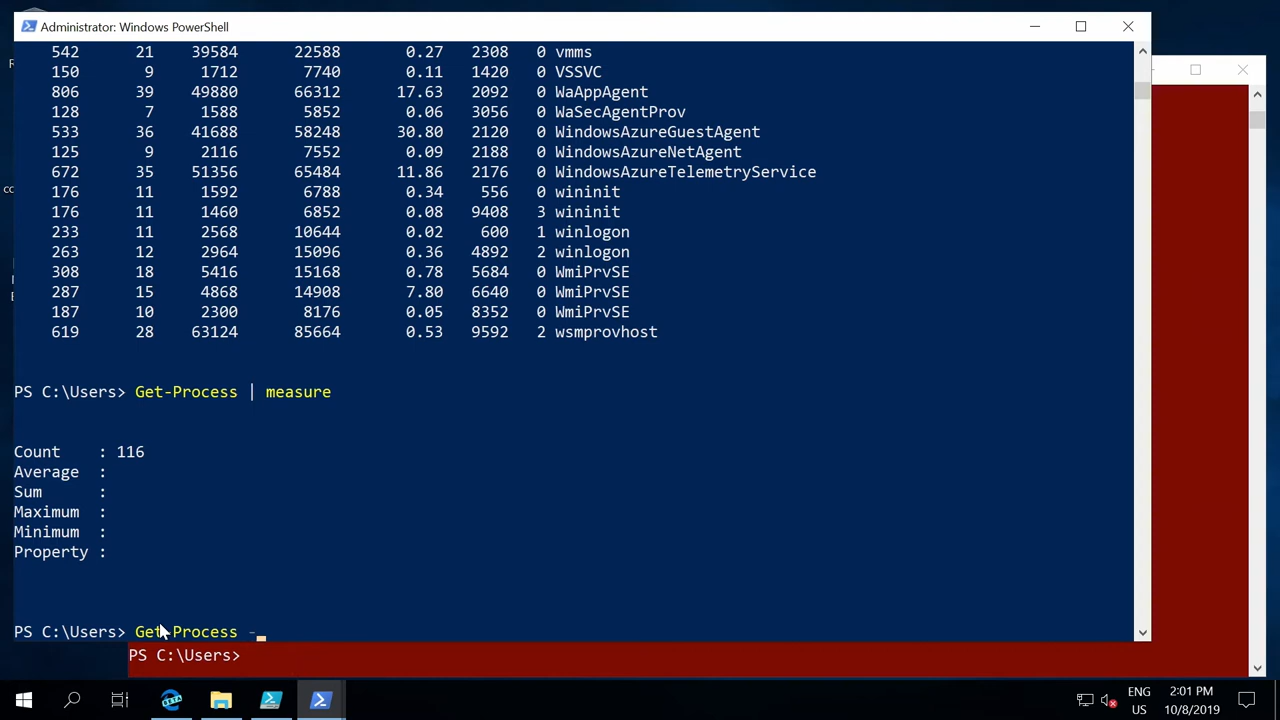 Administrator: Windows PowerShell
542 21 39584 22588 0.27 2308 0 vmms
150 9 1712 7740 0.11 1420 0 VSSVC
806 39 49880 66312 17.63 2092 0 WaAppAgent
128 7 1588 5852 0.06 3056 0 WaSecAgentProv
533 36 41688 58248 30.80 2120 0 WindowsAzureGuestAgent
125 9 2116 7552 0.09 2188 0 WindowsAzureNetAgent
672 35 51356 65484 11.86 2176 0 WindowsAzureTelemetryService
176 11 1592 6788 0.34 556 0 wininit
176 11 1460 6852 0.08 9408 3 wininit
233 11 2568 10644 0.02 600 1 winlogon
263 12 2964 15096 0.36 4892 2 winlogon
308 18 5416 15168 0.78 5684 0 WmiPrvSE
287 15 4868 14908 7.80 6640 0 WmiPrvSE
187 10 2300 8176 0.05 8352 0 WmiPrvSE
619 28 63124 85664 0.53 9592 2 wsmprovhost
PS C:\Users> Get-Process | measure
Count : 116
Average :
Sum :
Maximum :
Minimum :
Property :
PS C:\Users> Get-Process -
PS C:\Users>
ENG
US
2:01 PM
10/8/2019